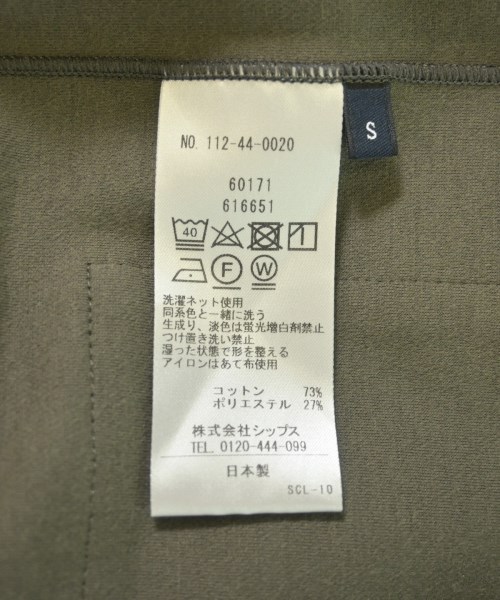 S
NO. 112-44-0020
60171
616651
40
F
W
洗濯ネット使用
同系色と一緒に洗う
生成り、淡色は蛍光増白剤禁止
つけ置き洗い禁止
湿った状態で形を整える
アイロンはあて布使用
コットン 73%
ポリエステル 27%
株式会社シップス
TEL. 0120-444-099
日本製
SCL-10